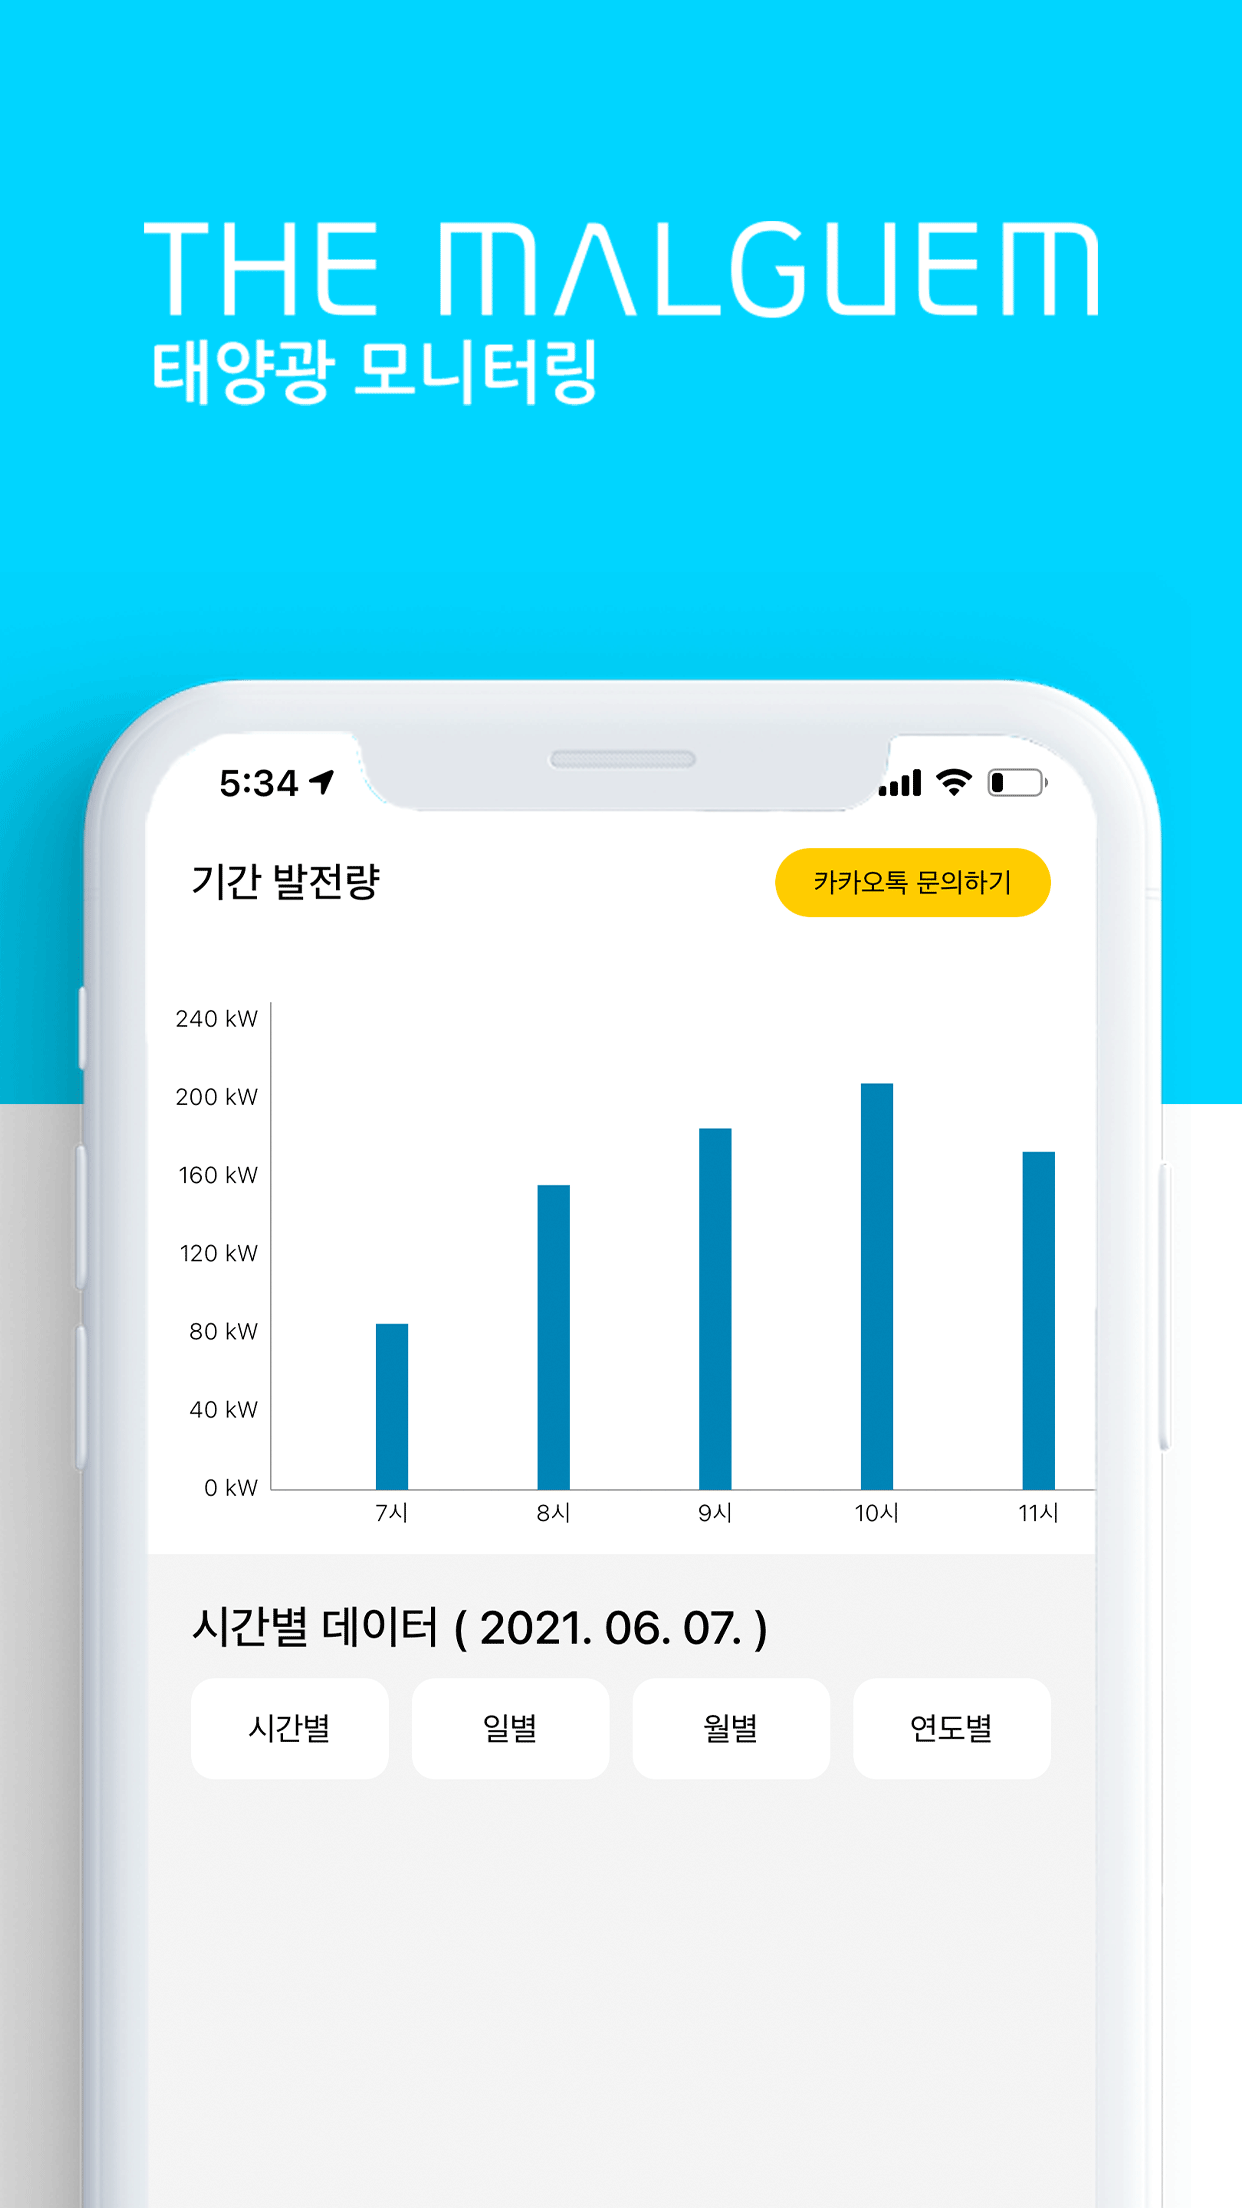 THE MALGUEM
태양광 모니터링
5:34
기간 발전량
카카오톡 문의하기
240 kW
200 kW
160 kW
120 kW
80 kW
40 kW
0 kW
7시 8시 9시 10시 11시
시간별 데이터 ( 2021. 06. 07. )
시간별 일별 월별 연도별